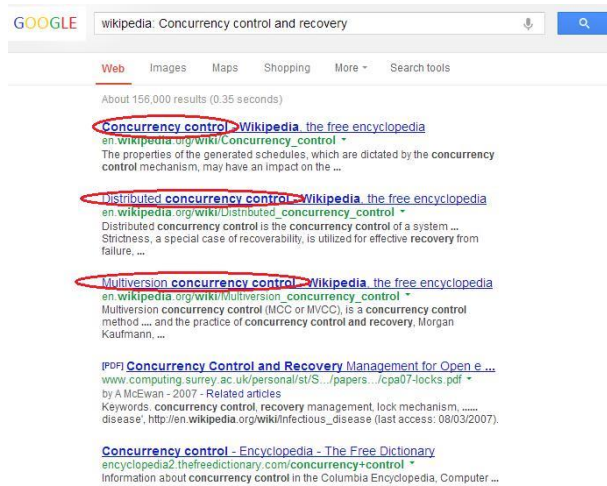 GOOGLE
wikipedia: Concurrency control and recovery
Web Images Maps Shopping More Search tools
About 156,000 results (0.35 seconds)
Concurrency control - Wikipedia, the free encyclopedia
en.wikipedia.org/wiki/Concurrency_control
The properties of the generated schedules, which are dictated by the concurrency
control mechanism, may have an impact on the ...
Distributed concurrency control - Wikipedia, the free encyclopedia
en.wikipedia.org/wiki/Distributed_concurrency_control
Distributed concurrency control is the concurrency control of a system ...
Strictness, a special case of recoverability, is utilized for effective recovery from
failure, ...
Multiversion concurrency control - Wikipedia, the free encyclopedia
en.wikipedia.org/wiki/Multiversion_concurrency_control
Multiversion concurrency control (MCC or MVCC), is a concurrency control
method .... and the practice of concurrency control and recovery, Morgan
Kaufmann, ...
[PDF] Concurrency Control and Recovery Management for Open e ...
www.computing.surrey.ac.uk/personal/st/S.../papers.../cpa07-locks.pdf
by A McEwan - 2007 - Related articles
Keywords. concurrency control, recovery management, lock mechanism, ......
disease', http://en.wikipedia.org/wiki/Infectious_disease (last access: 08/03/2007).
Concurrency control - Encyclopedia - The Free Dictionary
encyclopedia2.thefreedictionary.com/concurrency+control
Information about concurrency control in the Columbia Encyclopedia, Computer ...